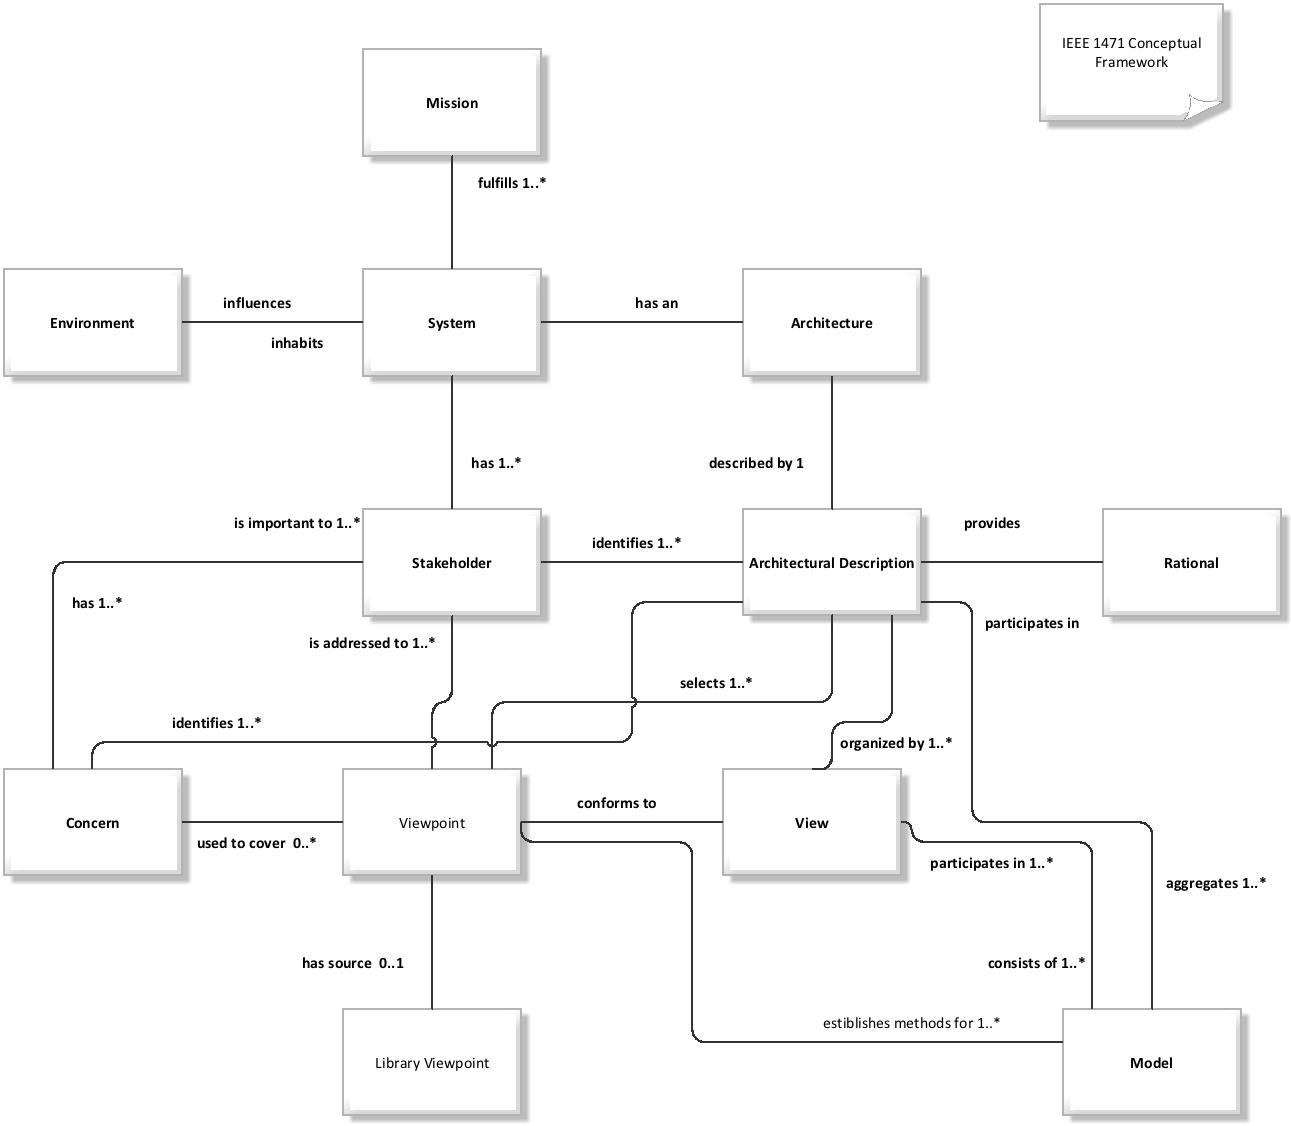 IEEE 1471 Conceptual
Framework
Mission
fulfills 1..*
influences
has an
Environment
System
Architecture
inhabits
has 1..*
described by 1
is important to 1..*
provides
identifies 1..*
Stakeholder
Architectural Description
Rational
has 1..*
participates in
is addressed to 1..*
selects 1..*
identifies 1..*
organized by 1..*
conforms to
Concern
Viewpoint
View
used to cover  0..*
participates in 1..*
aggregates 1..*
has source  0..1
consists of 1..*
estiblishes methods for 1..*
Library Viewpoint
Model